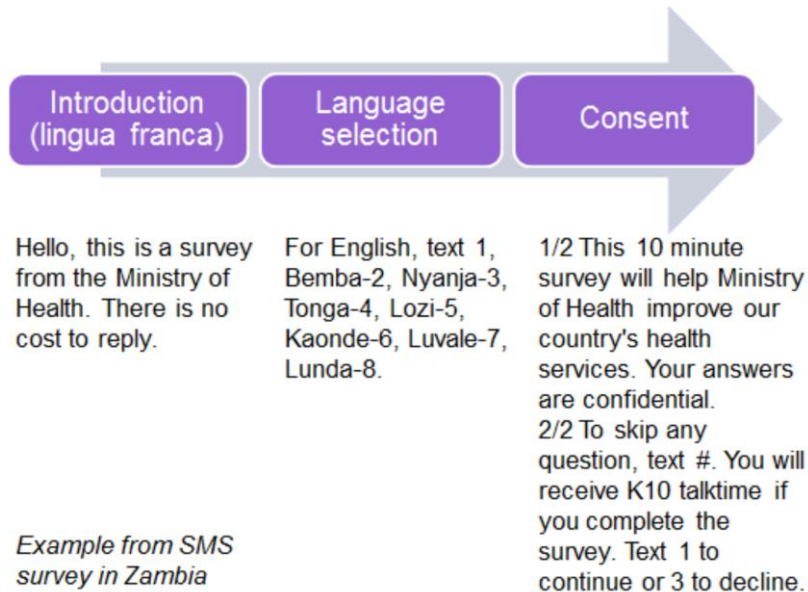 Introduction
(lingua franca)
Language
selection
Consent
Hello, this is a survey
from the Ministry of
Health. There is no
cost to reply.
For English, text 1,
Bemba-2, Nyanja-3,
Tonga-4, Lozi-5,
Kaonde-6, Luvale-7,
Lunda-8.
1/2 This 10 minute
survey will help Ministry
of Health improve our
country's health
services. Your answers
are confidential.
2/2 To skip any
question, text #. You will
receive K10 talktime if
you complete the
survey. Text 1 to
continue or 3 to decline.
Example from SMS
survey in Zambia